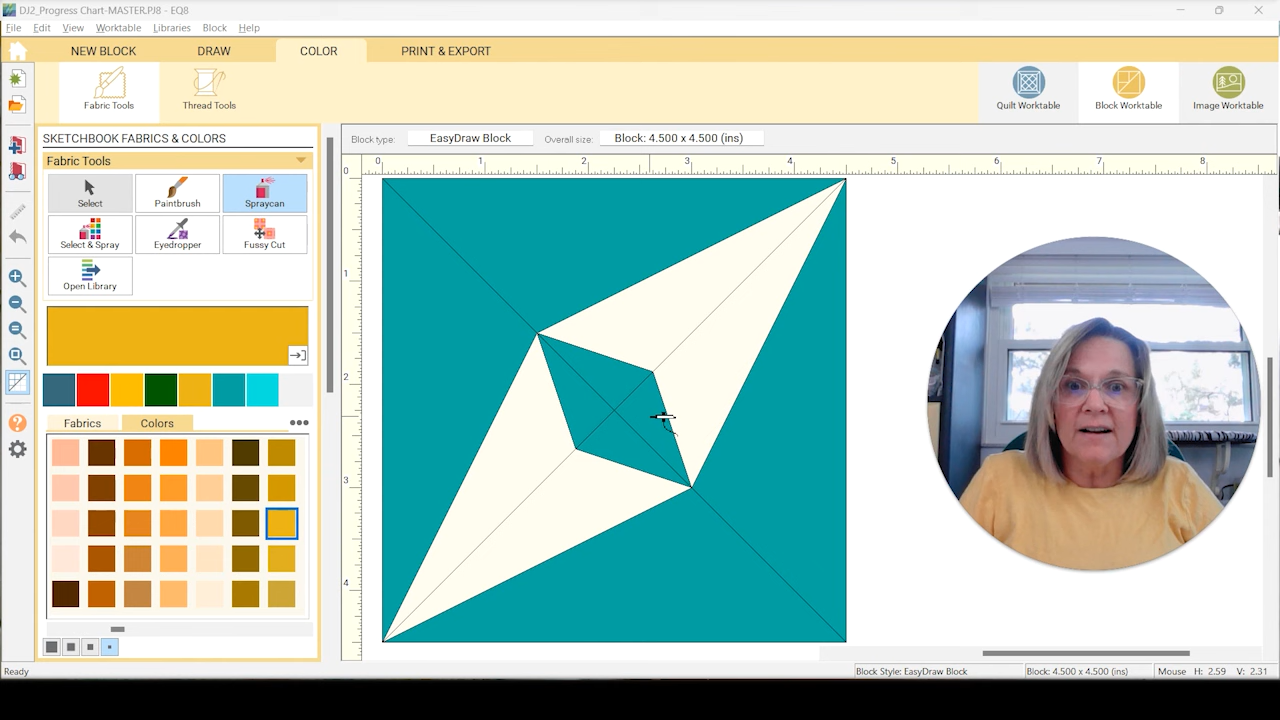 DJ2_Progress Chart-MASTER.PJ8 - EQ8
File Edit View Worktable Libraries Block Help
NEW BLOCK DRAW COLOR PRINT & EXPORT
Fabric Tools Thread Tools Quilt Worktable Block Worktable Image Worktable
SKETCHBOOK FABRICS & COLORS
Block type: EasyDraw Block Overall size: Block: 4.500 x 4.500 (ins)
Fabric Tools
0 1 2 3 4 5 6 7 8
Select Paintbrush Spraycan
Select & Spray Eyedropper Fussy Cut
Open Library
Fabrics Colors
0
1
2
3
4
Ready Block Style: EasyDraw Block Block: 4.500 x 4.500 (ins) Mouse H: 2.59 V: 2.31